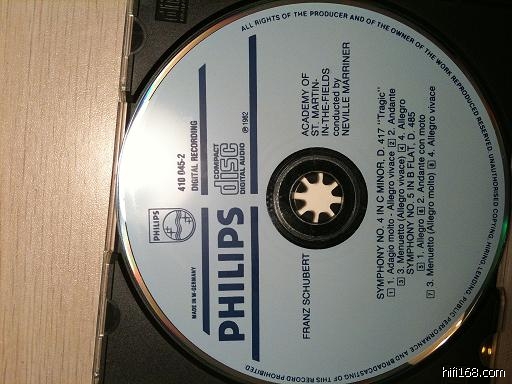 ALL RIGHTS OF THE PRODUCER AND OF THE OWNER OF THE WORK REPRODUCED RESERVED. UNAUTHORISED COPYING, HIRING, LENDING, PUBLIC PERFORMANCE AND BROADCASTING OF THIS RECORD PROHIBITED
PHILIPS
MADE IN W-GERMANY
410 045-2
DIGITAL RECORDING
PHILIPS
COMPACT
disc
DIGITAL AUDIO
℗ 1982
FRANZ SCHUBERT
ACADEMY OF
ST. MARTIN-
IN-THE-FIELDS
conducted by
NEVILLE MARRINER
SYMPHONY NO. 4 IN C MINOR, D. 417 "Tragic"
1 1. Adagio molto - Allegro vivace 2 2. Andante
3 3. Menuetto (Allegro vivace) 4 4. Allegro
SYMPHONY NO. 5 IN B FLAT, D. 485
5 1. Allegro 6 2. Andante con moto
7 3. Menuetto (Allegro molto) 8 4. Allegro vivace
hifi168.com